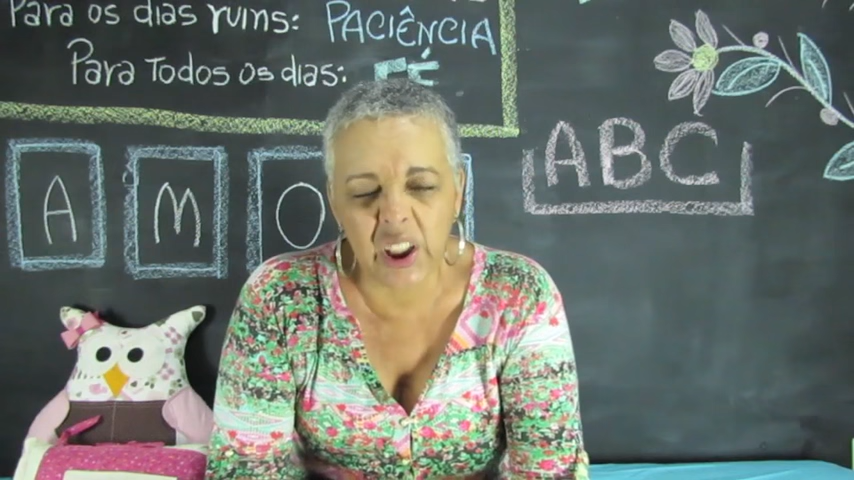 Para os dias ruins: PACIÊNCIA
Para Todos os dias: FÉ
A M O
ABC